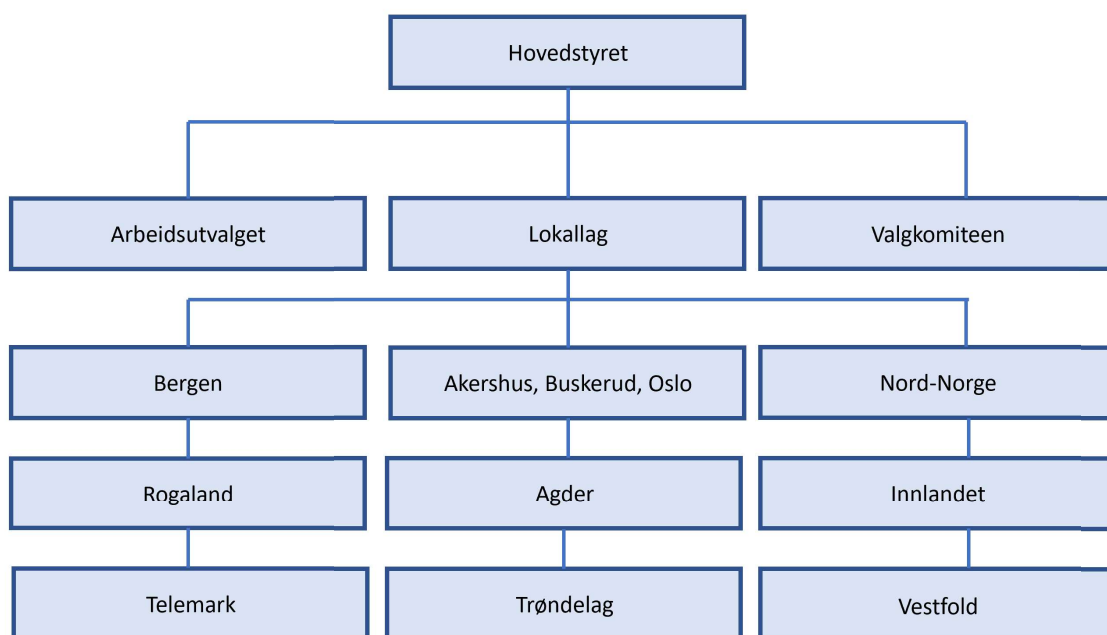 Hovedstyret
Arbeidsutvalget
Lokallag
Valgkomiteen
Bergen
Akershus, Buskerud, Oslo
Nord-Norge
Rogaland
Agder
Innlandet
Telemark
Trøndelag
Vestfold